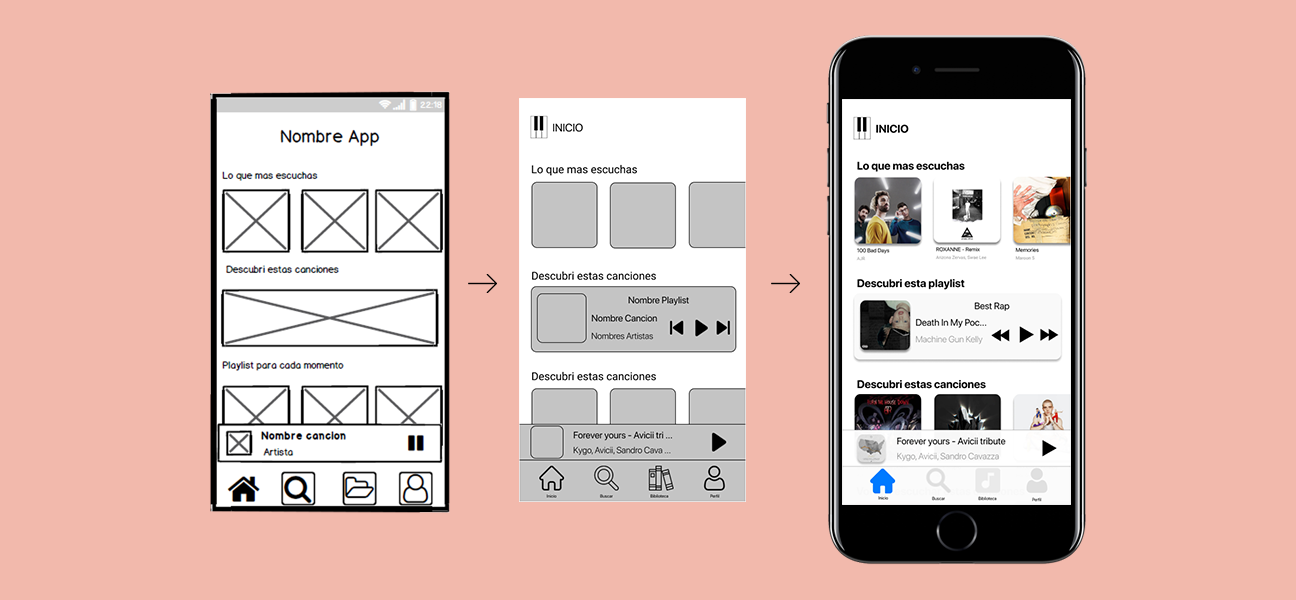 22:18
Nombre App
Lo que mas escuchas
Descubri estas canciones
Playlist para cada momento
Nombre cancion
Artista
INICIO
Lo que mas escuchas
Descubri estas canciones
Nombre Playlist
Nombre Cancion
Nombres Artistas
Descubri estas canciones
Forever yours - Avicii tri ...
Kygo, Avicii, Sandro Cava ...
Inicio
Buscar
Biblioteca
Perfil
INICIO
Lo que mas escuchas
100 Bad Days
AJR
ROXANNE - Remix
Arizona Zervas, Swae Lee
Memories
Maroon 5
Descubri esta playlist
Best Rap
Death In My Poc...
Machine Gun Kelly
Descubri estas canciones
Forever yours - Avicii tribute
Kygo, Avicii, Sandro Cavazza
Inicio
Buscar
Biblioteca
Perfil